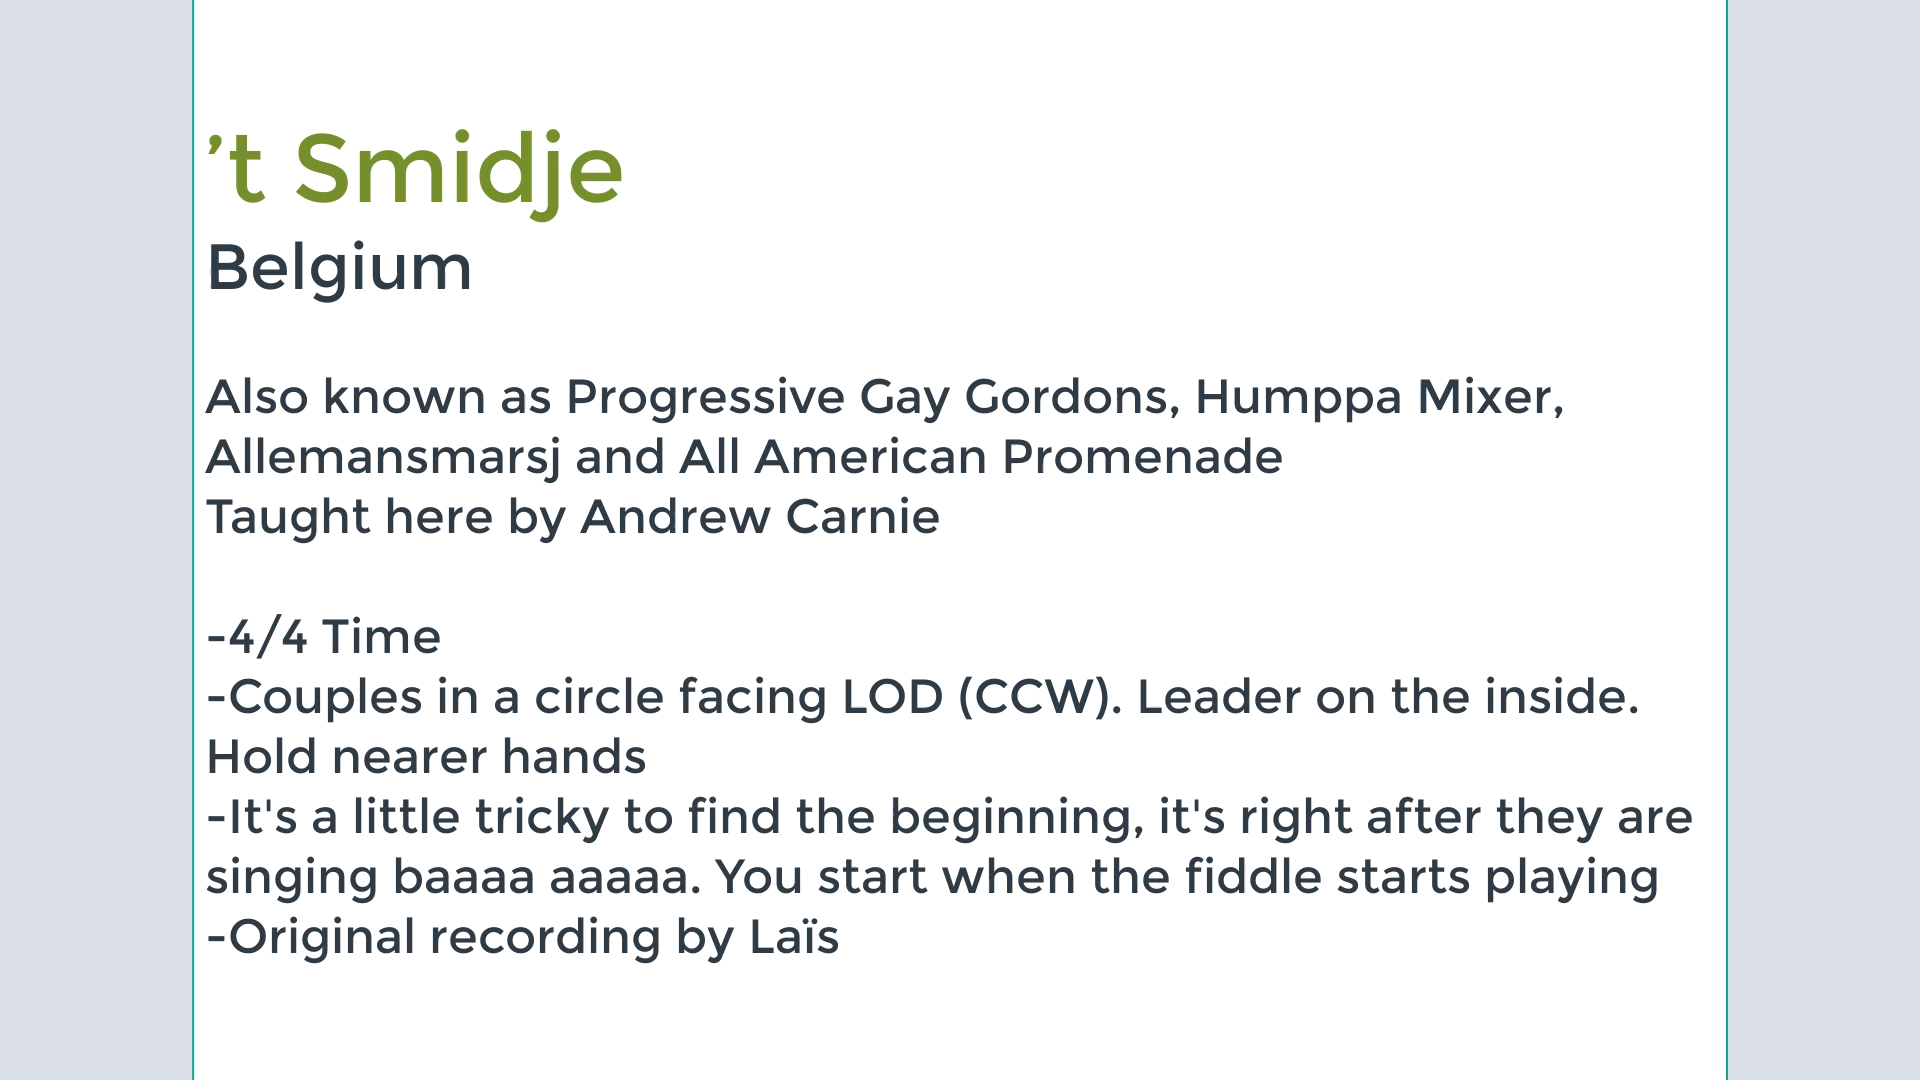 ’t Smidje
Belgium
Also known as Progressive Gay Gordons, Humppa Mixer,
Allemansmarsj and All American Promenade
Taught here by Andrew Carnie
-4/4 Time
-Couples in a circle facing LOD (CCW). Leader on the inside.
Hold nearer hands
-It's a little tricky to find the beginning, it's right after they are
singing baaaa aaaaa. You start when the fiddle starts playing
-Original recording by Laïs